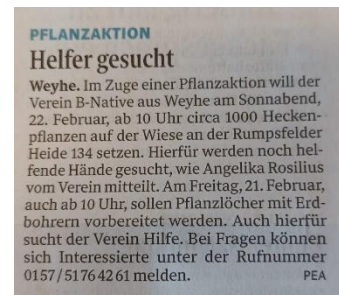 PFLANZAKTION
Helfer gesucht
Weyhe. Im Zuge einer Pflanzaktion will der
Verein B-Native aus Weyhe am Sonnabend,
22. Februar, ab 10 Uhr circa 1000 Hecken-
pflanzen auf der Wiese an der Rumpsfelder
Heide 134 setzen. Hierfür werden noch hel-
fende Hände gesucht, wie Angelika Rosilius
vom Verein mitteilt. Am Freitag, 21. Februar,
auch ab 10 Uhr, sollen Pflanzlöcher mit Erd-
bohrern vorbereitet werden. Auch hierfür
sucht der Verein Hilfe. Bei Fragen können
sich Interessierte unter der Rufnummer
0157/5176 42 61 melden. PEA